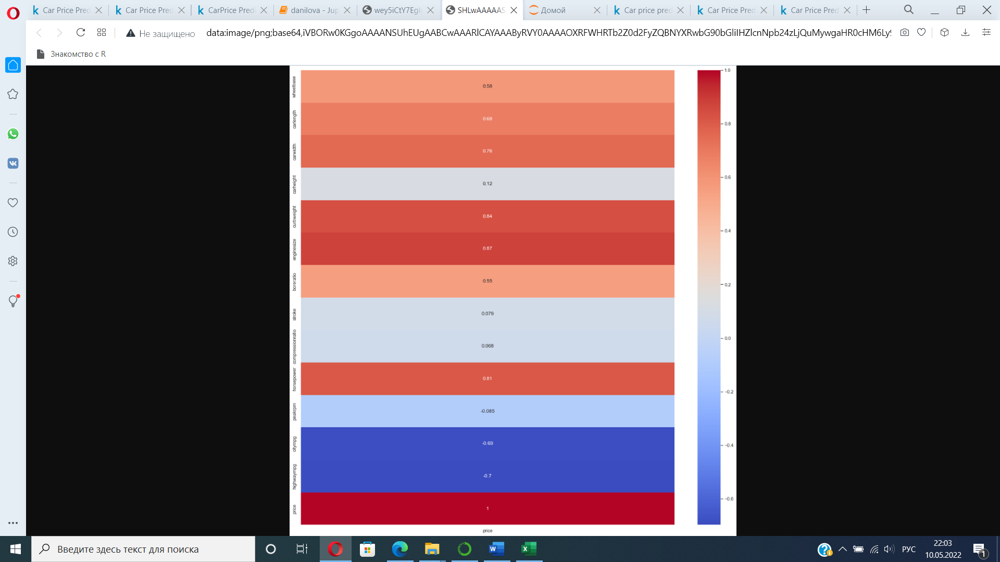 Car Price Pred
Car Price Pred
CarPrice Pred
danilova - Jup
wey5iCtY7Egl
SHLwAAAAAS
Домой
Car price pred
Car Price Pred
Car Price Pred
Не защищено
Знакомство с R
wheelbase
0.58
carlength
0.68
carwidth
0.76
carheight
0.12
curbweight
0.84
enginesize
0.87
boreratio
0.55
stroke
0.079
compressionratio
0.068
horsepower
0.81
peakrpm
-0.085
citympg
-0.69
highwaympg
-0.7
price
1
price
1.0
0.8
0.6
0.4
0.2
0.0
-0.2
-0.4
-0.6
Введите здесь текст для поиска
РУС
22:03
10.05.2022
1